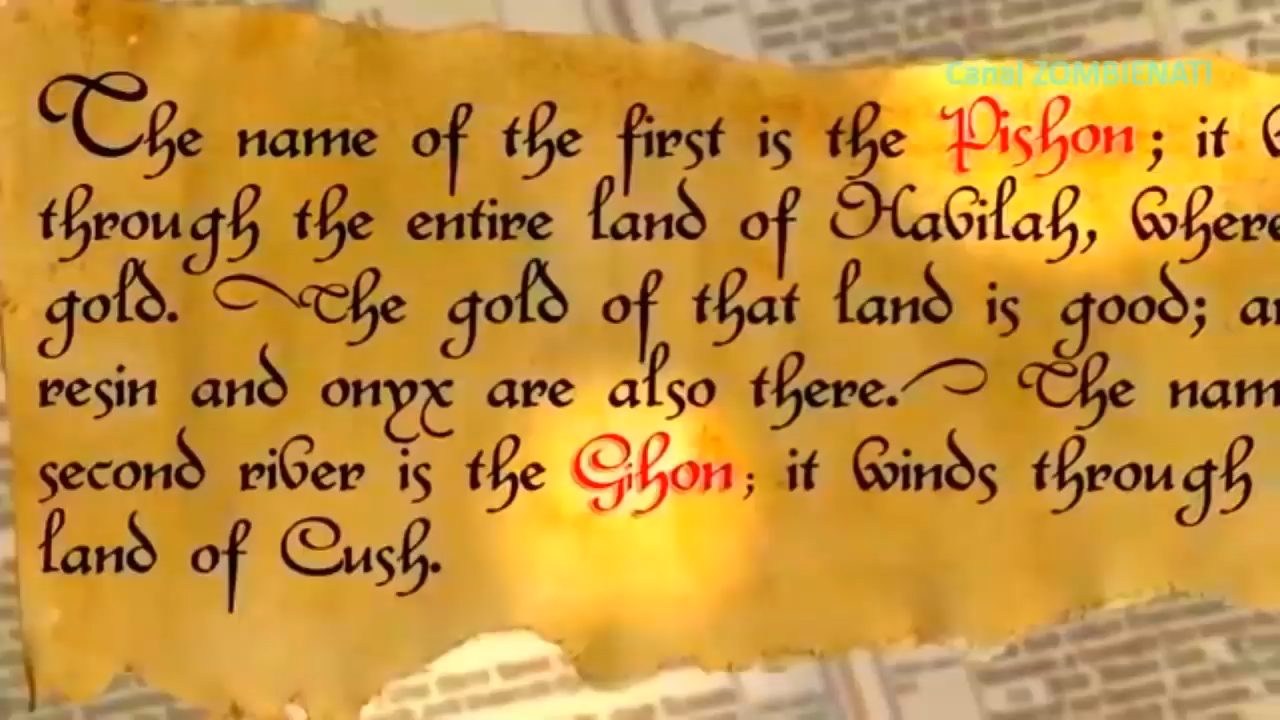 Canal ZOMBIENATI
The name of the first is the Pishon; it
through the entire land of Havilah, where
gold. The gold of that land is good;
resin and onyx are also there. The
second river is the Gihon; it winds through
land of Cush.